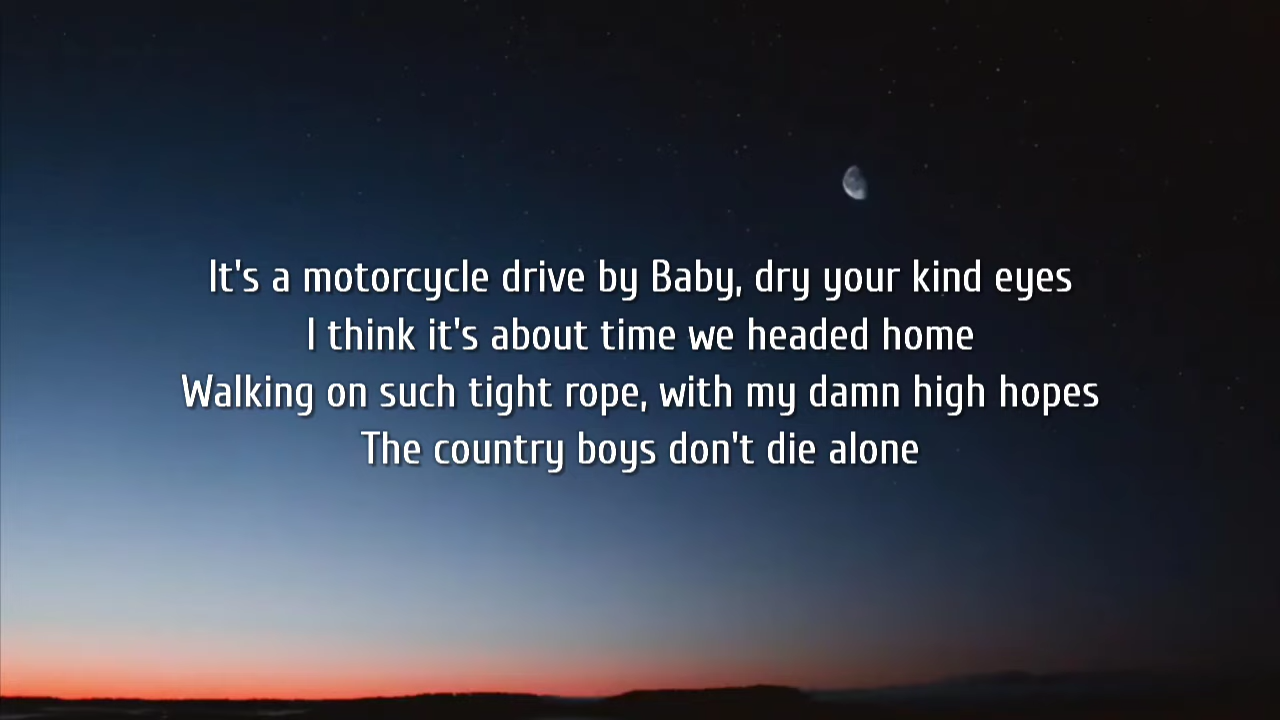 It's a motorcycle drive by Baby, dry your kind eyes
I think it's about time we headed home
Walking on such tight rope, with my damn high hopes
The country boys don't die alone